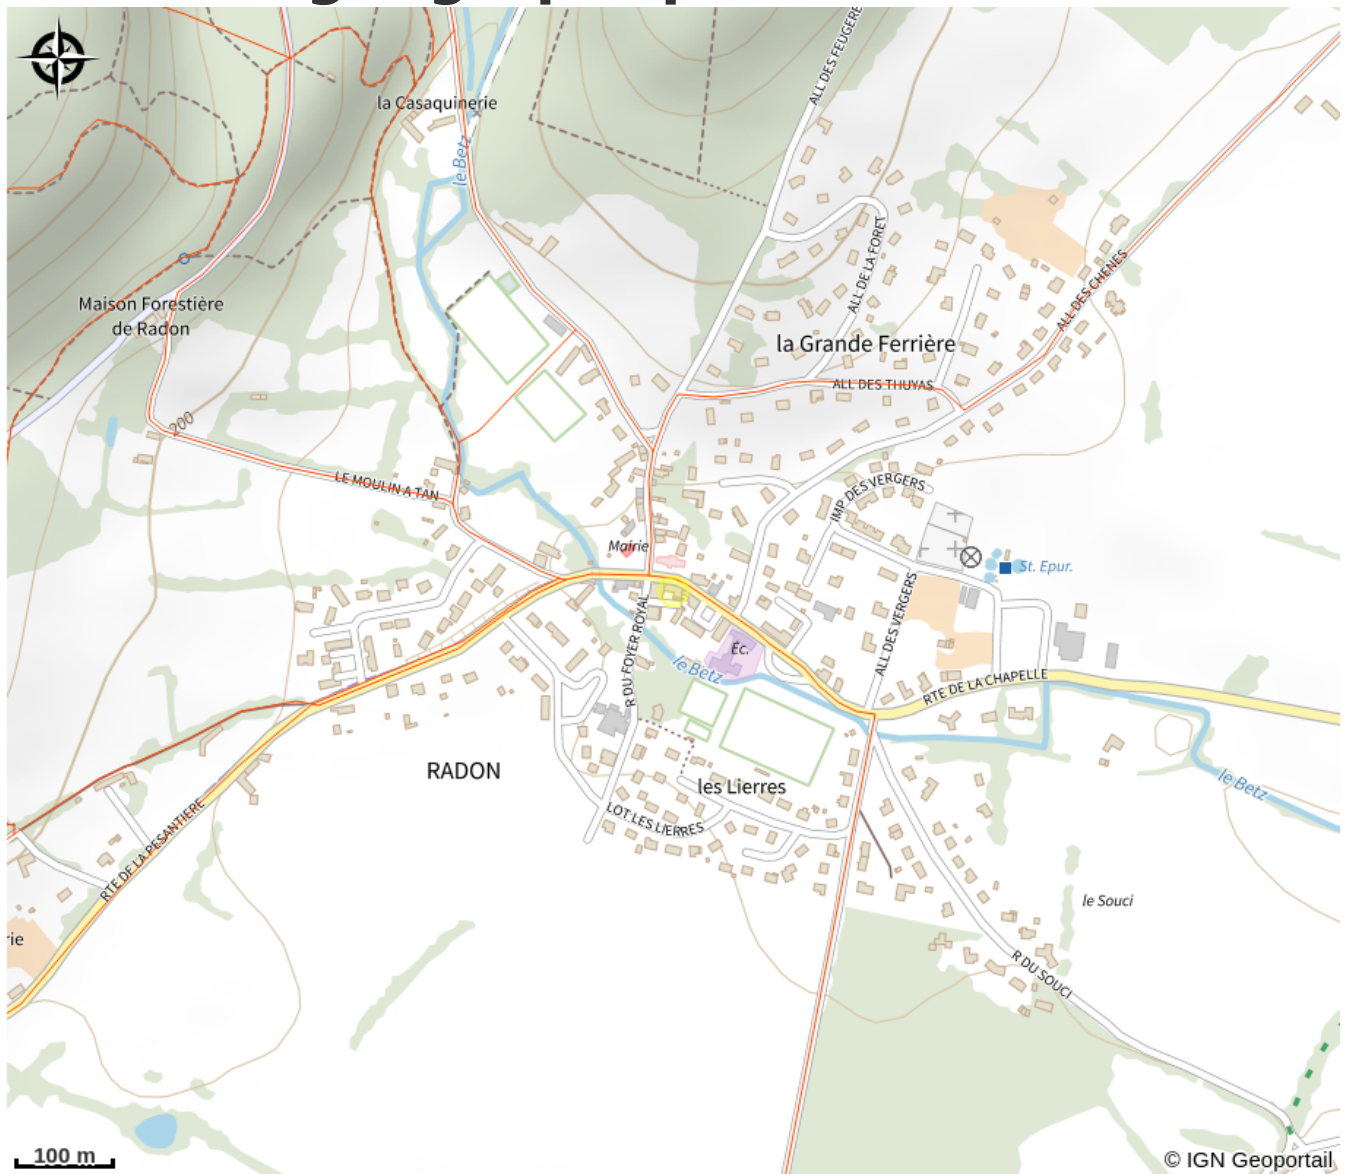 ALL DES FEUGERE
la Casaquinerie
le Betz
ALL DE LA FORET
ALL DES CHENES
Maison Forestière
de Radon
la Grande Ferrière
ALL DES THUYAS
200
LE MOULIN A TAN
IMP DES VERGERS
Mairie
St. Epur.
ALL DES VERGERS
R DU FOYER ROYAL
Éc.
le Betz
RTE DE LA CHAPELLE
RADON
les Lierres
le Betz
LOT LES LIERRES
RTE DE LA PESANTIERE
le Souci
rie
R DU SOUCI
100 m
© IGN Geoportail